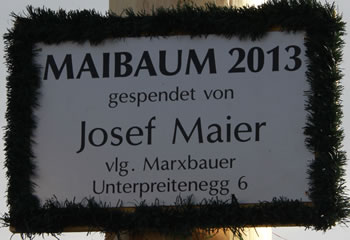 MAIBAUM 2013
gespendet von
Josef Maier
vlg. Marxbauer
Unterpreitenegg 6